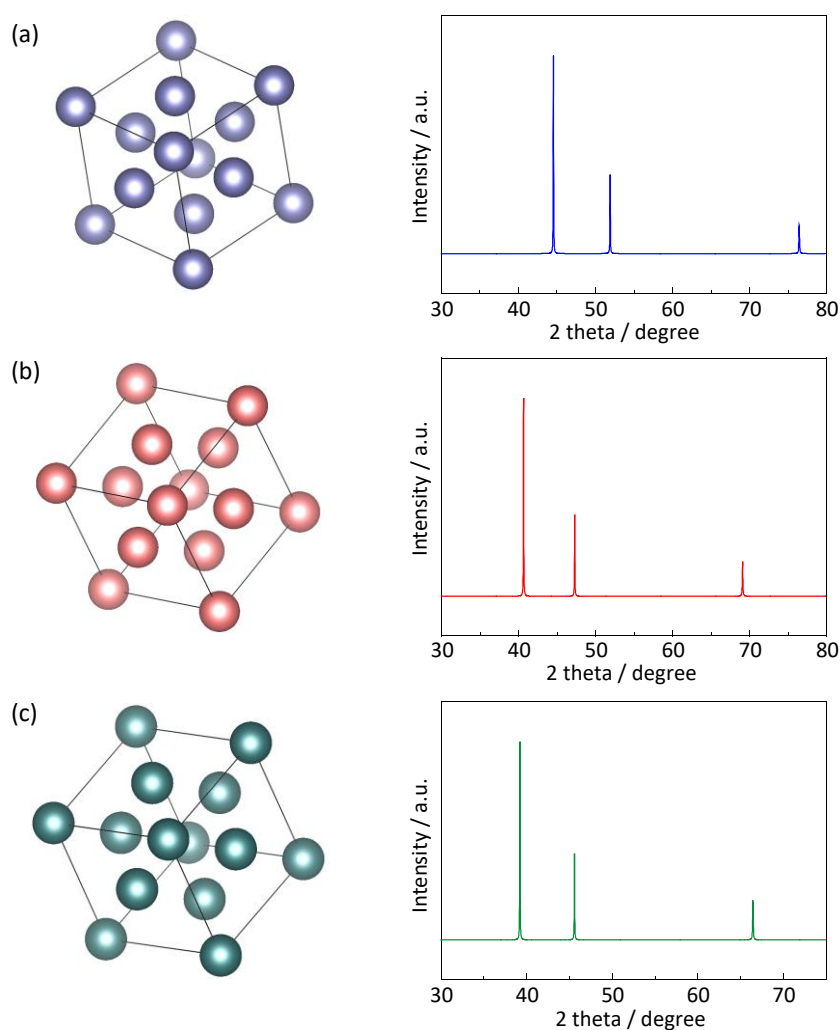 (a)
Intensity / a.u.
30 40 50 60 70 80
2 theta / degree
(b)
Intensity / a.u.
30 40 50 60 70 80
2 theta / degree
(c)
Intensity / a.u.
30 40 50 60 70
2 theta / degree